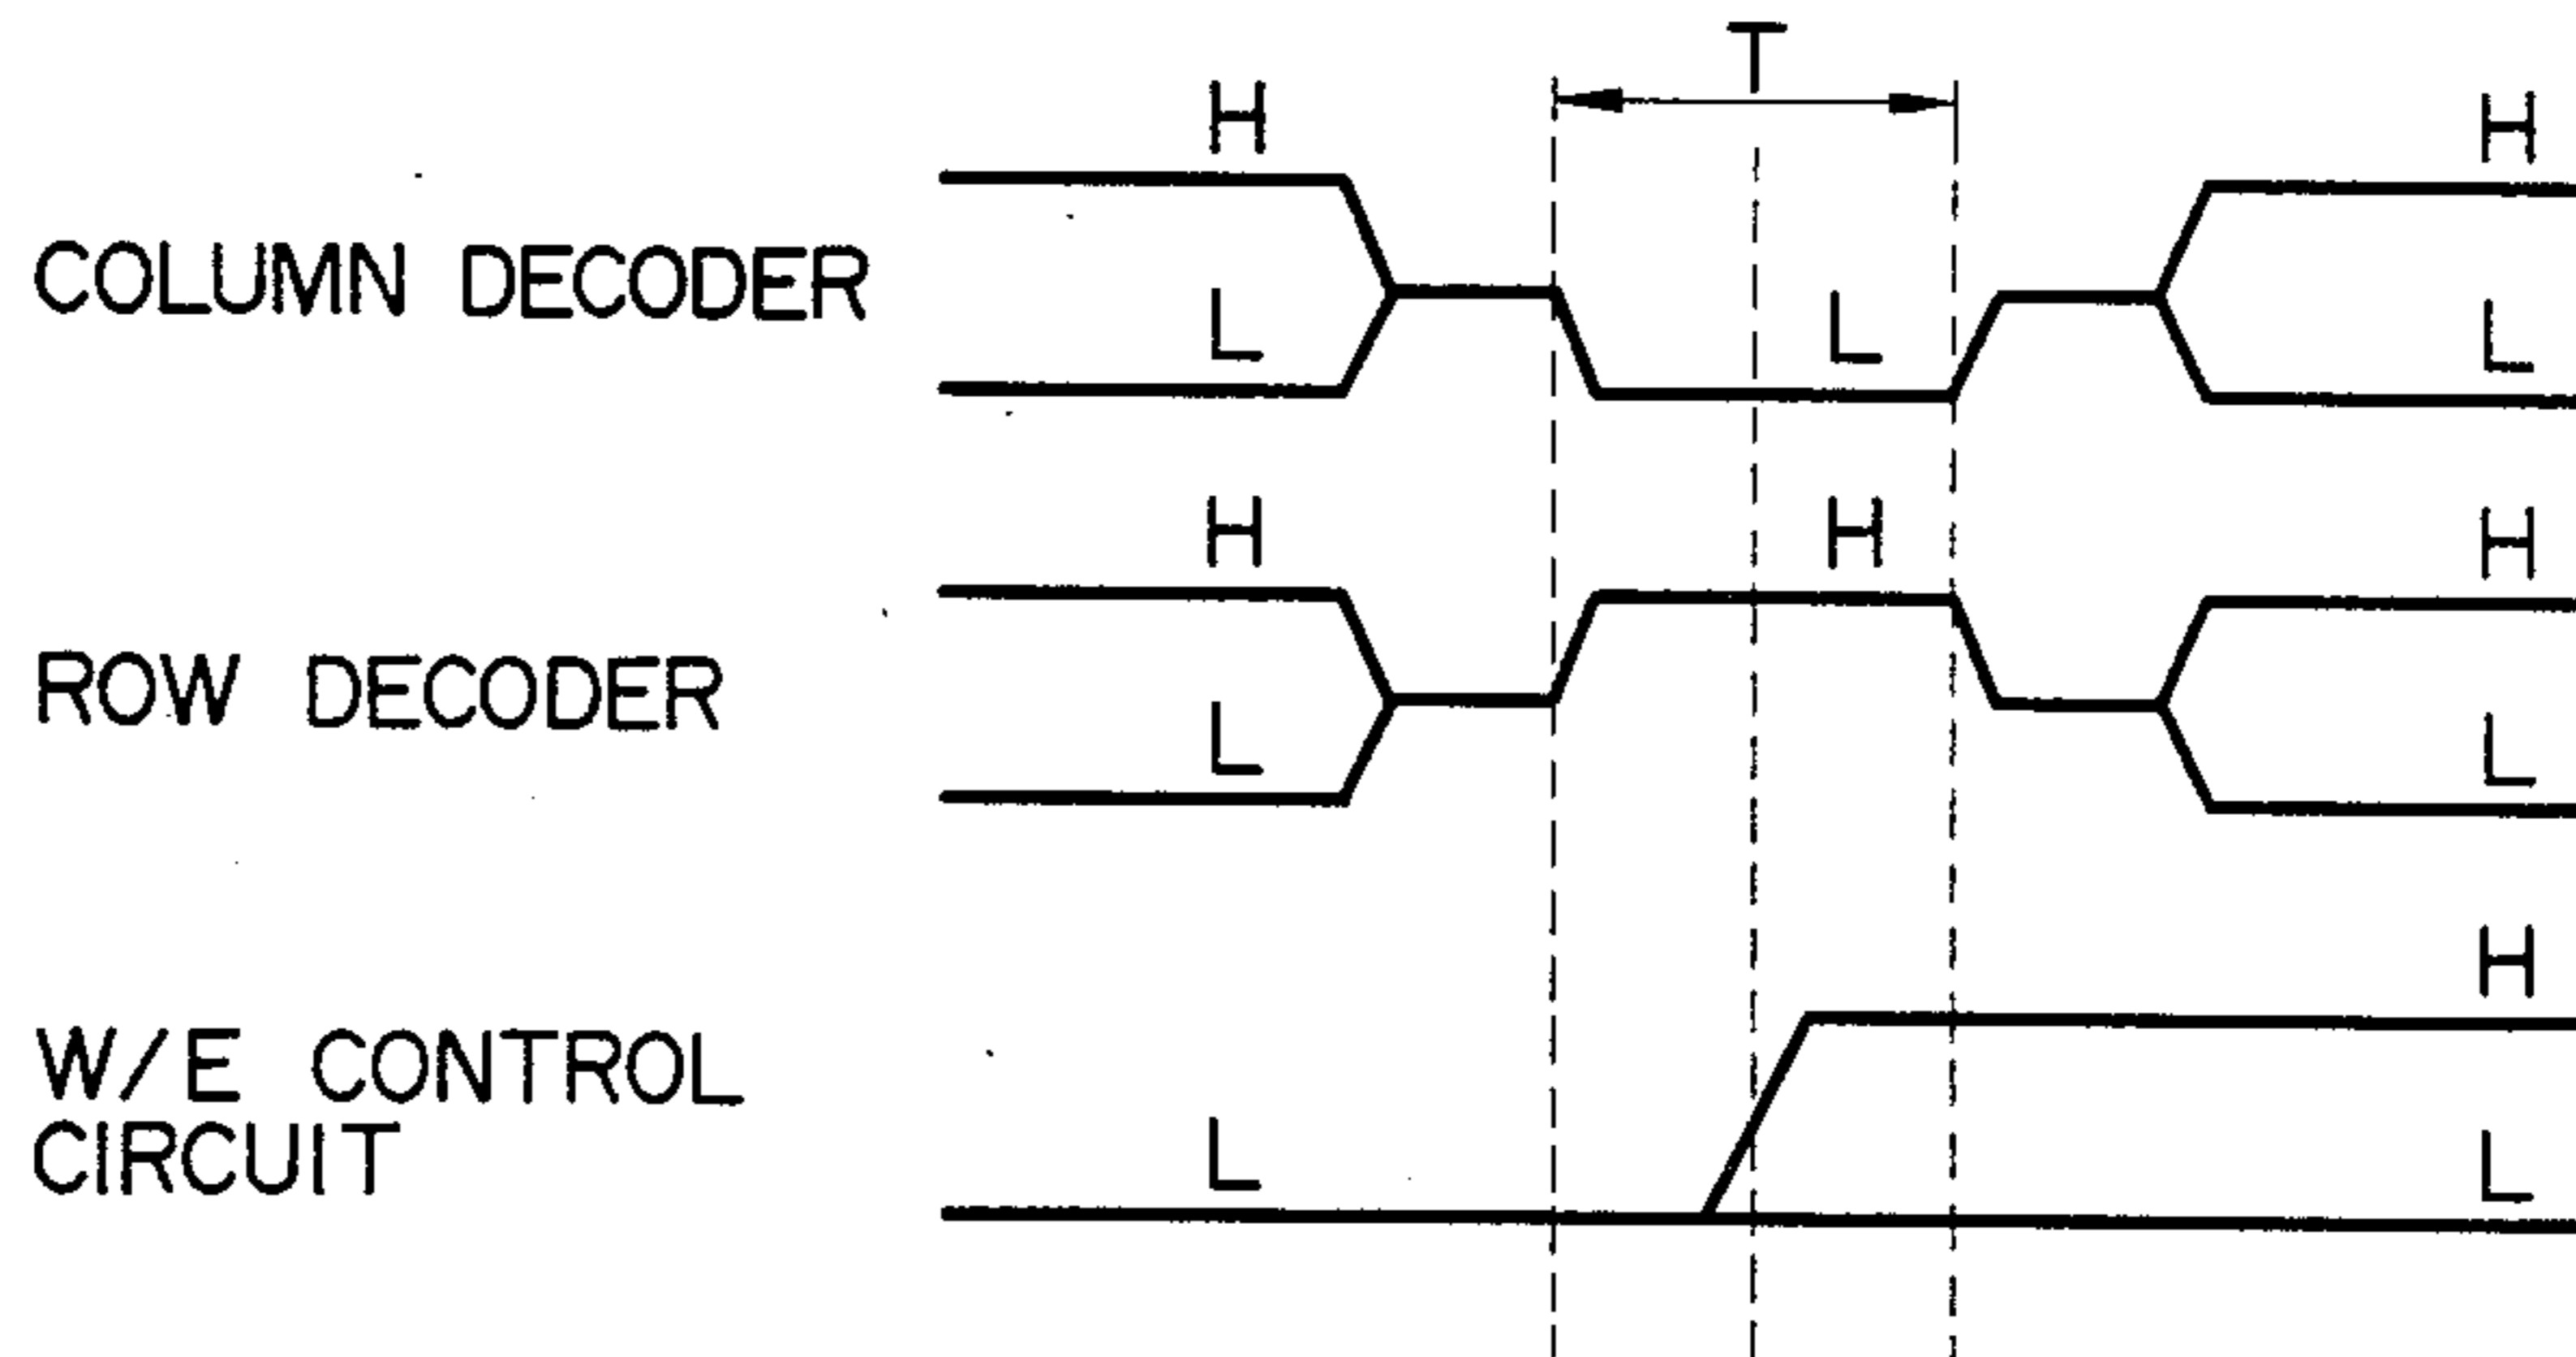 T
H
H
COLUMN DECODER
L
L
L
H
H
H
ROW DECODER
L
L
H
W/E CONTROL
CIRCUIT
L
L